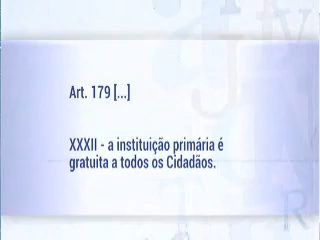 Art. 179 [...]
XXXII - a instituição primária é
gratuita a todos os Cidadãos.